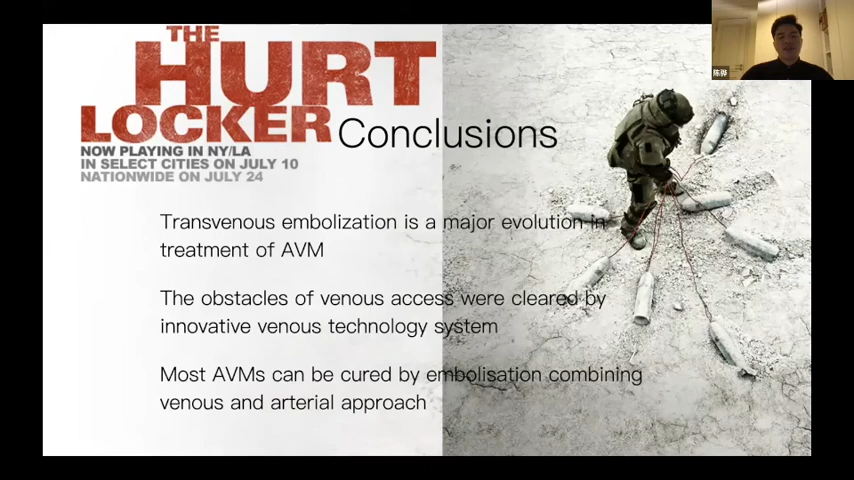 THE
HURT
LOCKER
NOW PLAYING IN NY/LA
IN SELECT CITIES ON JULY 10
NATIONWIDE ON JULY 24
Conclusions
Transvenous embolization is a major evolution in
treatment of AVM
The obstacles of venous access were cleared by
innovative venous technology system
Most AVMs can be cured by embolisation combining
venous and arterial approach